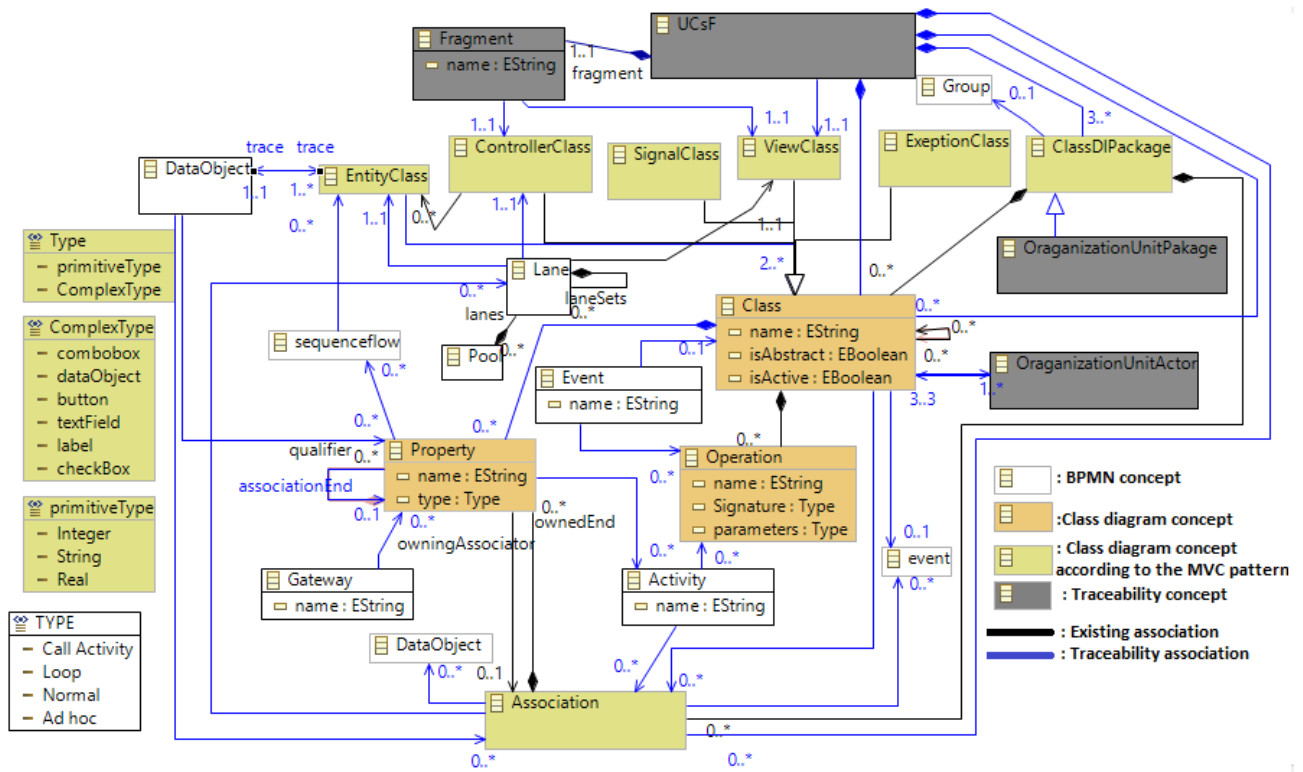 UCsF
Fragment
name : EString
1..1
fragment
Group
0..1
3..*
1..1
1..1
1..1
ControllerClass
SignalClass
ViewClass
ExeptionClass
ClassDIPackage
trace
trace
DataObject
EntityClass
1..1
1..*
0..*
1..1
0..*
1..1
1..1
Type
primitiveType
ComplexType
OraganizationUnitPakage
2..*
0..*
Lane
0..*
laneSets
lanes
0..*
Class
0..*
name : EString
isAbstract : EBoolean
isActive : EBoolean
0..*
0..*
ComplexType
combobox
dataObject
button
textField
label
checkBox
sequenceflow
0..*
Pool
0..*
0..1
Event
name : EString
OraganizationUnitActor
3..3
1..*
0..*
0..*
0..*
qualifier
0..*
Property
name : EString
type : Type
associationEnd
0..1
0..*
0..*
ownedEnd
owningAssociator
Operation
name : EString
Signature : Type
parameters : Type
0..*
: BPMN concept
:Class diagram concept
: Class diagram concept
according to the MVC pattern
: Traceability concept
: Existing association
: Traceability association
primitiveType
Integer
String
Real
0..1
event
0..*
Gateway
name : EString
0..*
0..*
Activity
name : EString
TYPE
Call Activity
Loop
Normal
Ad hoc
DataObject
0..*
0..1
0..*
0..*
Association
0..*
0..*
0..*